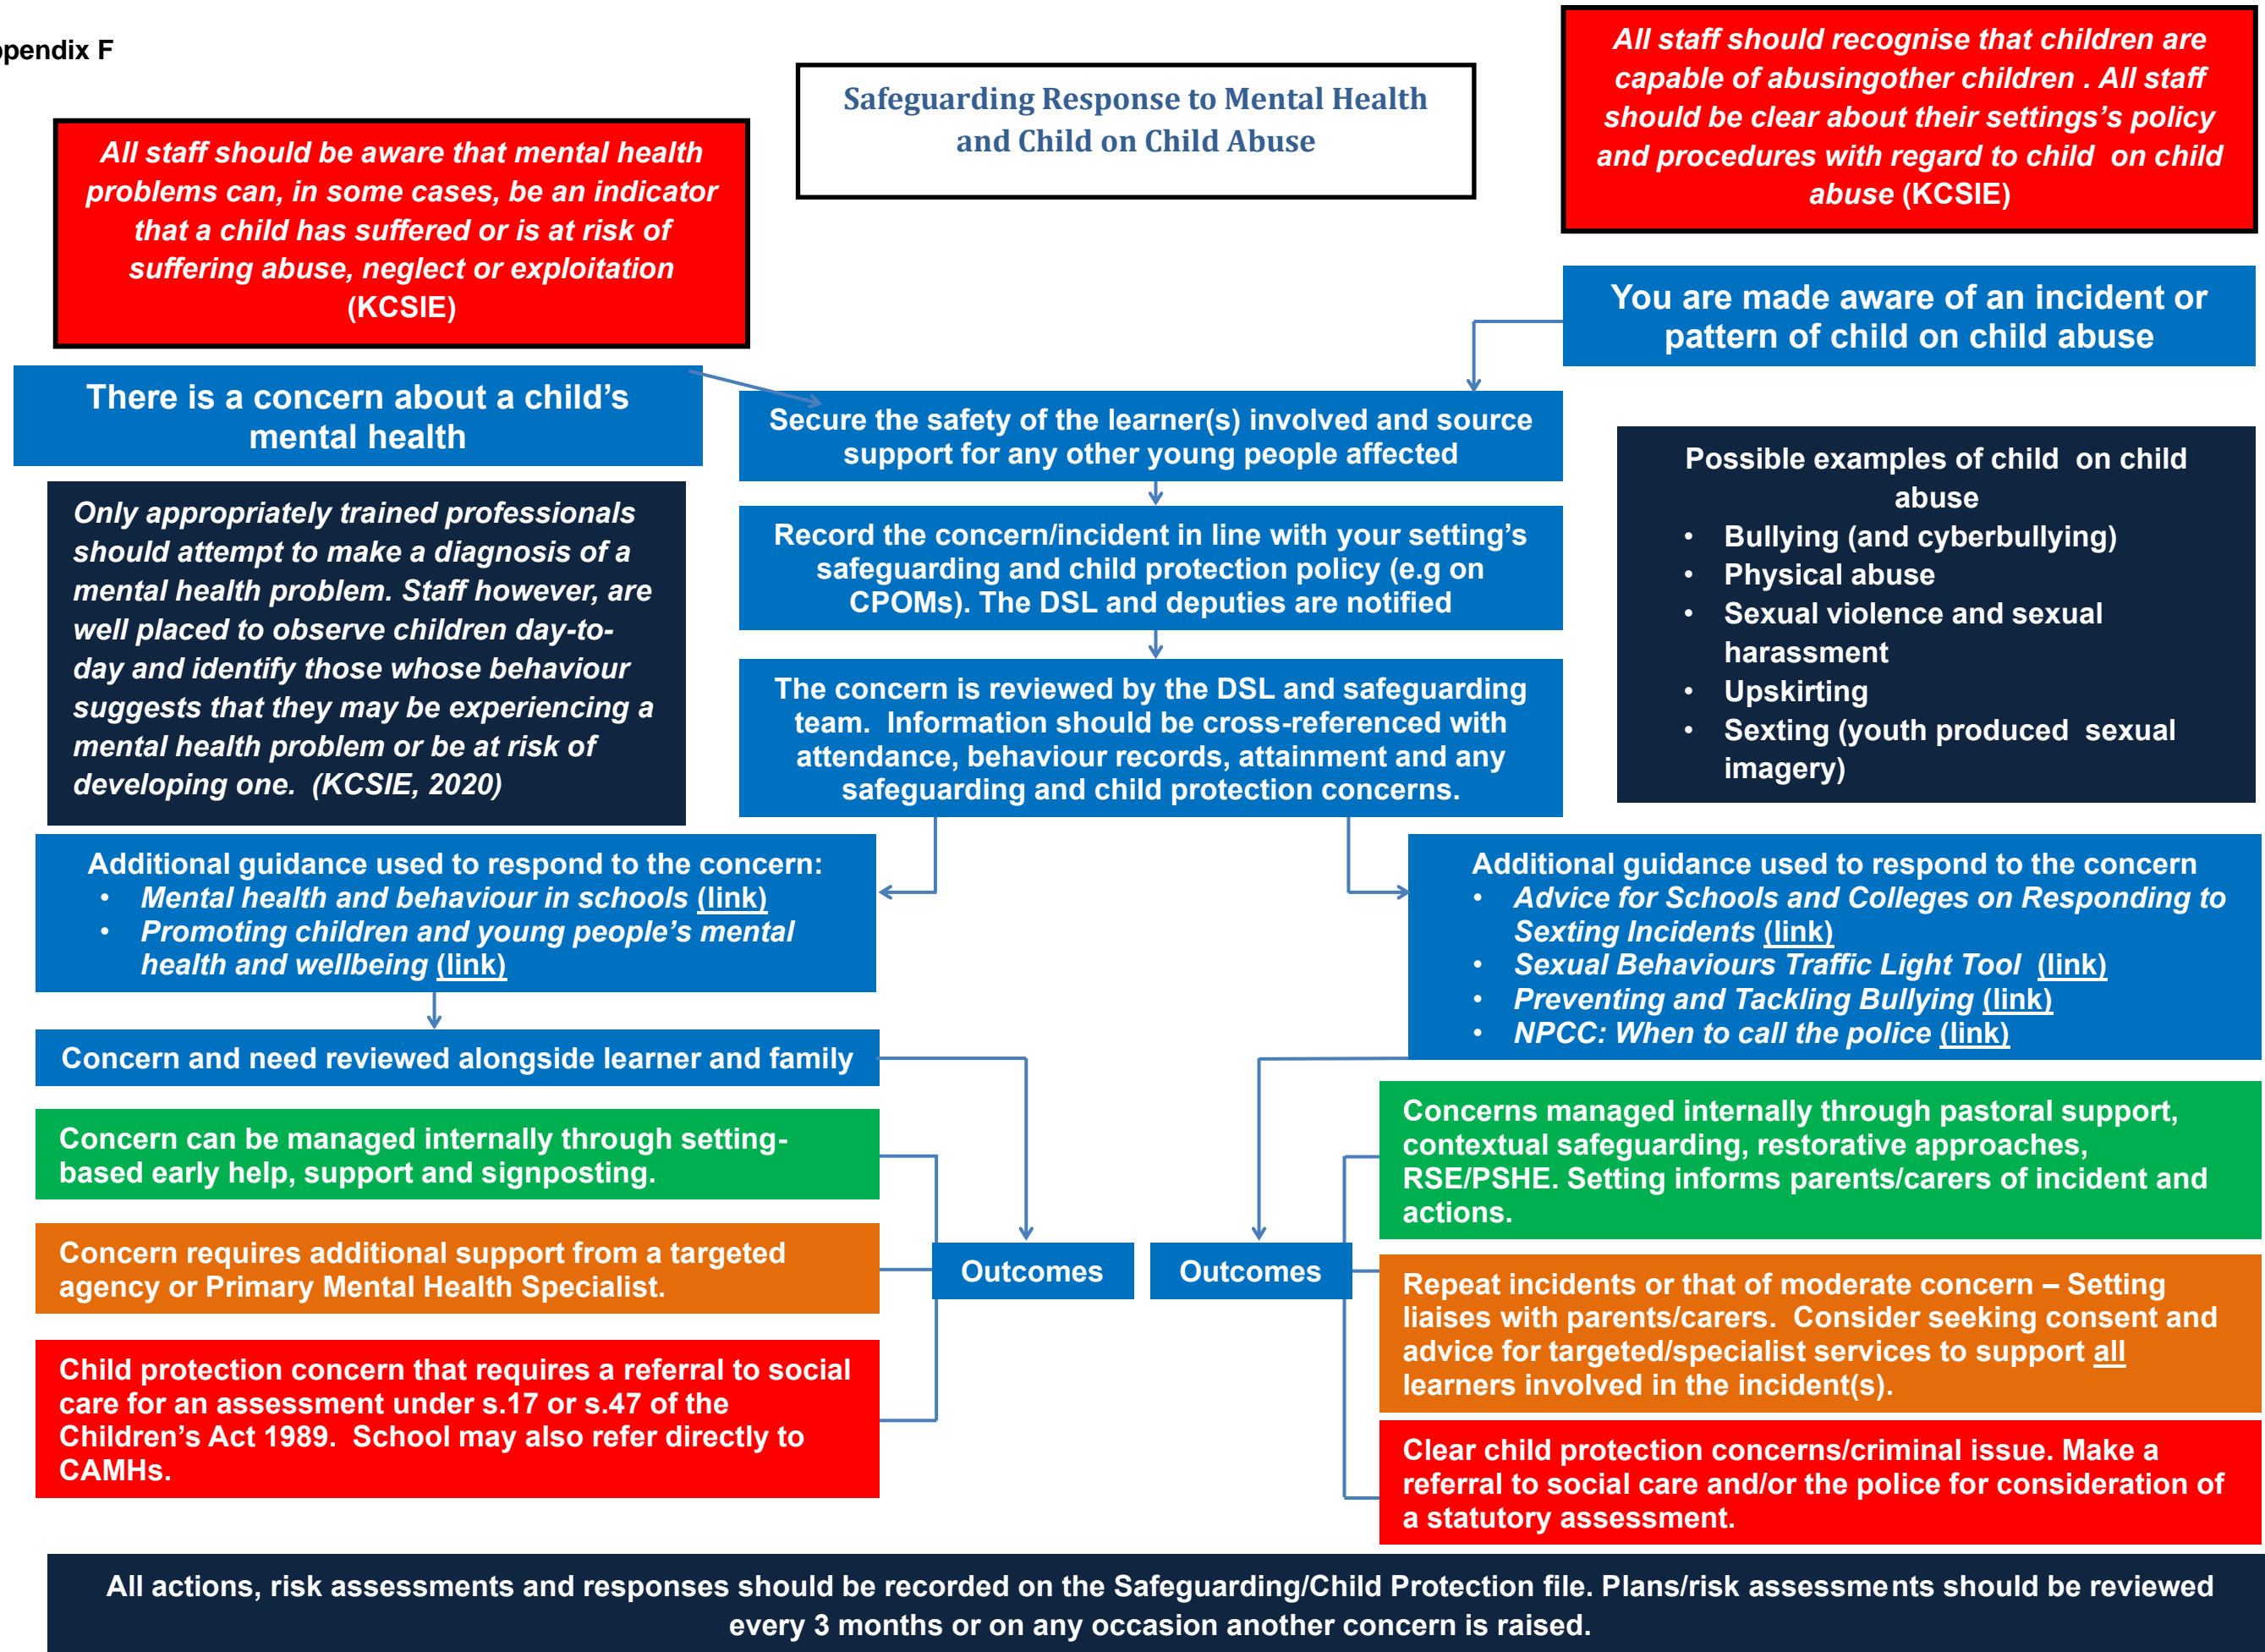 ppendix F
Safeguarding Response to Mental Health
and Child on Child Abuse
All staff should be aware that mental health
problems can, in some cases, be an indicator
that a child has suffered or is at risk of
suffering abuse, neglect or exploitation
(KCSIE)
All staff should recognise that children are
capable of abusingother children . All staff
should be clear about their settings’s policy
and procedures with regard to child  on child
abuse (KCSIE)
You are made aware of an incident or
pattern of child on child abuse
There is a concern about a child’s
mental health
Secure the safety of the learner(s) involved and source
support for any other young people affected
Record the concern/incident in line with your setting’s
safeguarding and child protection policy (e.g on
CPOMs). The DSL and deputies are notified
The concern is reviewed by the DSL and safeguarding
team.  Information should be cross-referenced with
attendance, behaviour records, attainment and any
safeguarding and child protection concerns.
Only appropriately trained professionals
should attempt to make a diagnosis of a
mental health problem. Staff however, are
well placed to observe children day-to-
day and identify those whose behaviour
suggests that they may be experiencing a
mental health problem or be at risk of
developing one.  (KCSIE, 2020)
Possible examples of child  on child
abuse
• Bullying (and cyberbullying)
• Physical abuse
• Sexual violence and sexual
harassment
• Upskirting
• Sexting (youth produced  sexual
imagery)
Additional guidance used to respond to the concern:
• Mental health and behaviour in schools (link)
• Promoting children and young people’s mental
health and wellbeing (link)
Additional guidance used to respond to the concern
• Advice for Schools and Colleges on Responding to
Sexting Incidents (link)
• Sexual Behaviours Traffic Light Tool  (link)
• Preventing and Tackling Bullying (link)
• NPCC: When to call the police (link)
Concern and need reviewed alongside learner and family
Concern can be managed internally through setting-
based early help, support and signposting.
Concern requires additional support from a targeted
agency or Primary Mental Health Specialist.
Child protection concern that requires a referral to social
care for an assessment under s.17 or s.47 of the
Children’s Act 1989.  School may also refer directly to
CAMHs.
Outcomes
Outcomes
Concerns managed internally through pastoral support,
contextual safeguarding, restorative approaches,
RSE/PSHE. Setting informs parents/carers of incident and
actions.
Repeat incidents or that of moderate concern – Setting
liaises with parents/carers.  Consider seeking consent and
advice for targeted/specialist services to support all
learners involved in the incident(s).
Clear child protection concerns/criminal issue. Make a
referral to social care and/or the police for consideration of
a statutory assessment.
All actions, risk assessments and responses should be recorded on the Safeguarding/Child Protection file. Plans/risk assessments should be reviewed
every 3 months or on any occasion another concern is raised.